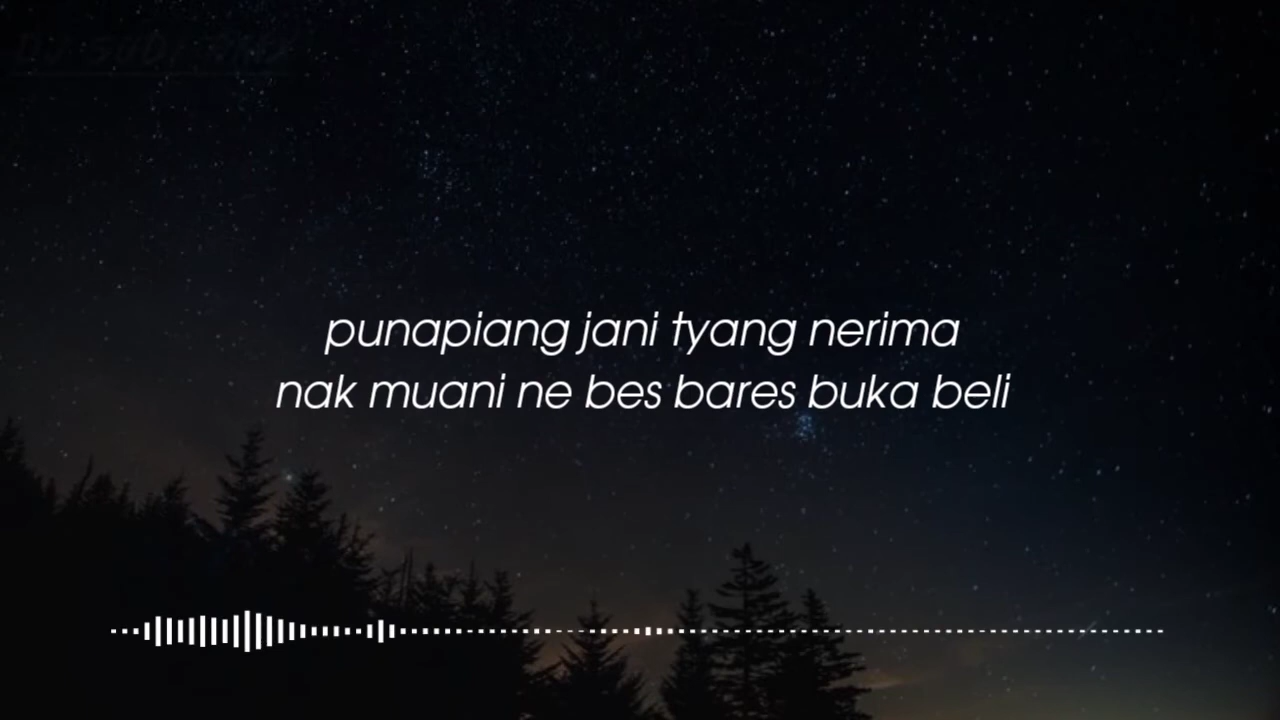 punapiang jani tyang nerima
nak muani ne bes bares buka beli